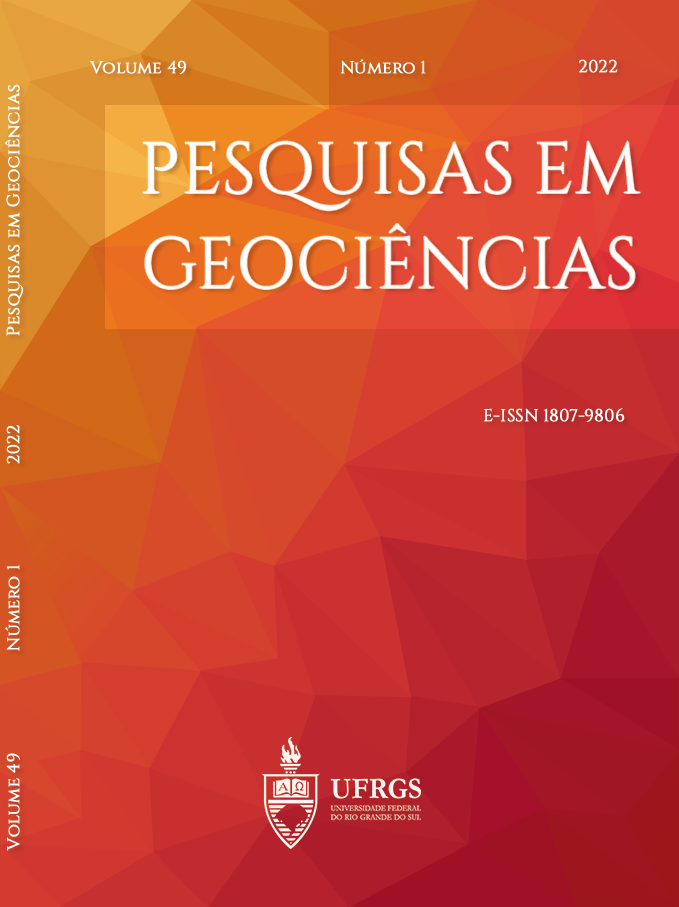 VOLUME 49
NÚMERO 1
2022
PESQUISAS EM
GEOCIÊNCIAS
E-ISSN 1807-9806
PESQUISAS EM GEOCIÊNCIAS
2022
NÚMERO 1
VOLUME 49
Α Ω
UFRGS
UNIVERSIDADE FEDERAL
DO RIO GRANDE DO SUL